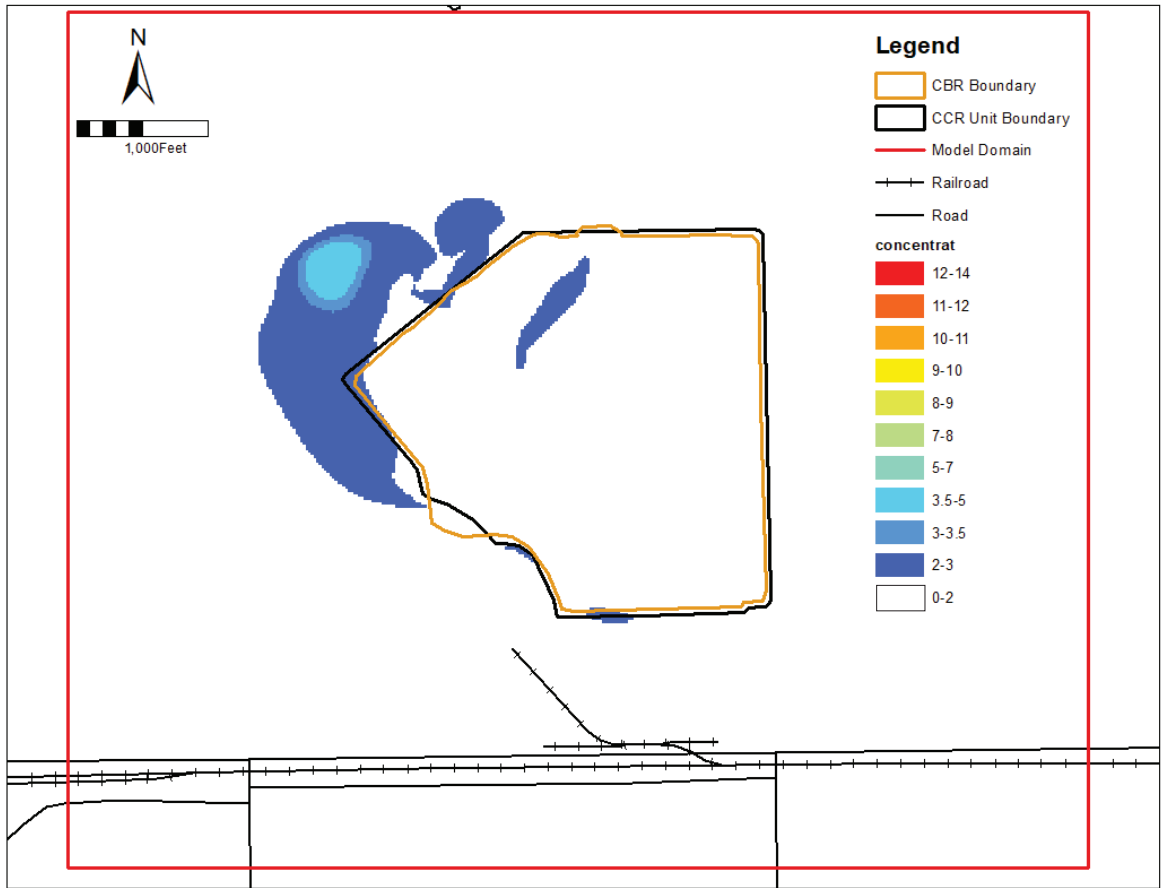 N
1,000Feet
Legend
CBR Boundary
CCR Unit Boundary
Model Domain
Railroad
Road
concentrat
12-14
11-12
10-11
9-10
8-9
7-8
5-7
3.5-5
3-3.5
2-3
0-2